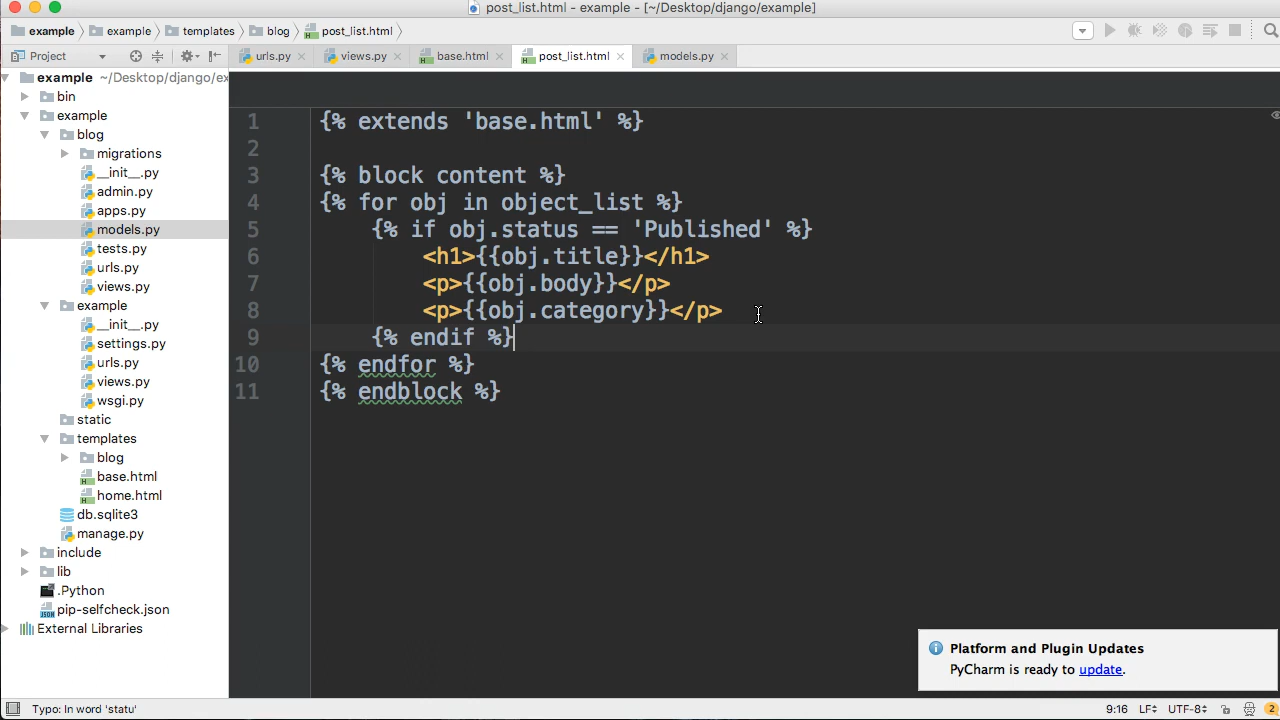 post_list.html - example - [~/Desktop/django/example]
example example templates blog post_list.html
Project urls.py views.py base.html post_list.html models.py
example ~/Desktop/django/ex
bin
example
blog
migrations
__init__.py
admin.py
apps.py
models.py
tests.py
urls.py
views.py
example
__init__.py
settings.py
urls.py
views.py
wsgi.py
static
templates
blog
base.html
home.html
db.sqlite3
manage.py
include
lib
.Python
pip-selfcheck.json
External Libraries
1 {% extends 'base.html' %}
2
3 {% block content %}
4 {% for obj in object_list %}
5 {% if obj.status == 'Published' %}
6 <h1>{{obj.title}}</h1>
7 <p>{{obj.body}}</p>
8 <p>{{obj.category}}</p>
9 {% endif %}
10 {% endfor %}
11 {% endblock %}
Platform and Plugin Updates
PyCharm is ready to update.
Typo: In word 'statu' 9:16 LF UTF-8 2